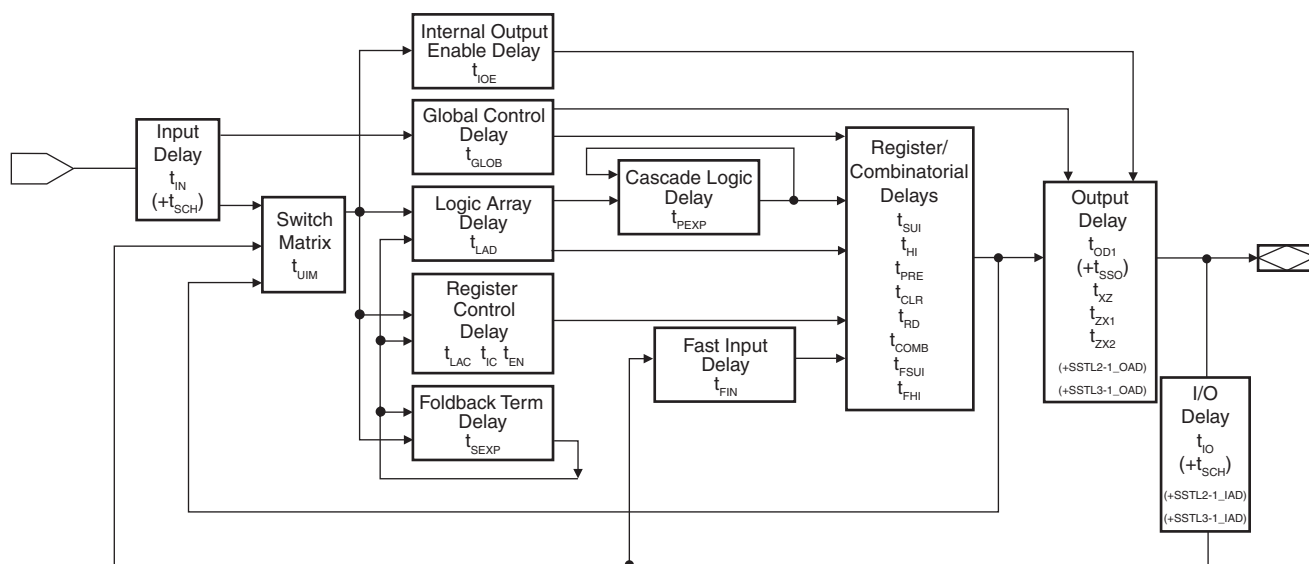 Internal Output
Enable Delay
tIOE
Global Control
Delay
tGLOB
Input
Delay
tIN
(+tSCH)
Switch
Matrix
tUIM
Logic Array
Delay
tLAD
Cascade Logic
Delay
tPEXP
Register
Control
Delay
tLAC tIC tEN
Foldback Term
Delay
tSEXP
Fast Input
Delay
tFIN
Register/
Combinatorial
Delays
tSUI
tHI
tPRE
tCLR
tRD
tCOMB
tFSUI
tFHI
Output
Delay
tOD1
(+tSSO)
tXZ
tZX1
tZX2
(+SSTL2-1_OAD)
(+SSTL3-1_OAD)
I/O
Delay
tIO
(+tSCH)
(+SSTL2-1_IAD)
(+SSTL3-1_IAD)